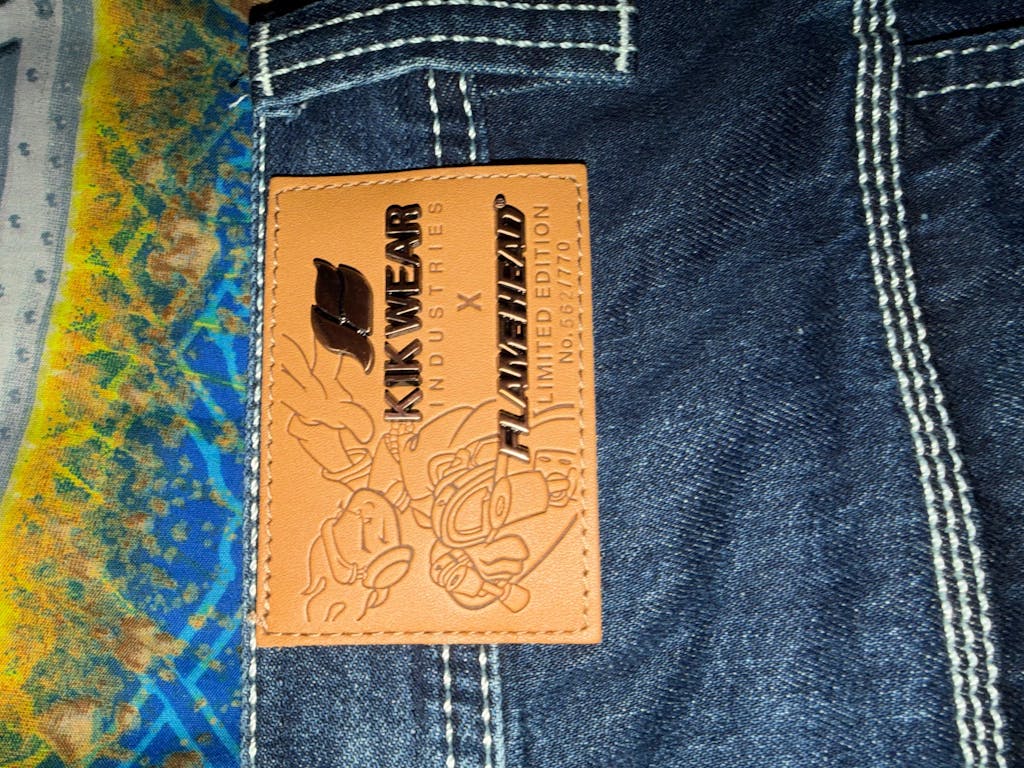 KIKWEAR
INDUSTRIES
X
FLAMEHEAD®
LIMITED EDITION
No.562/770